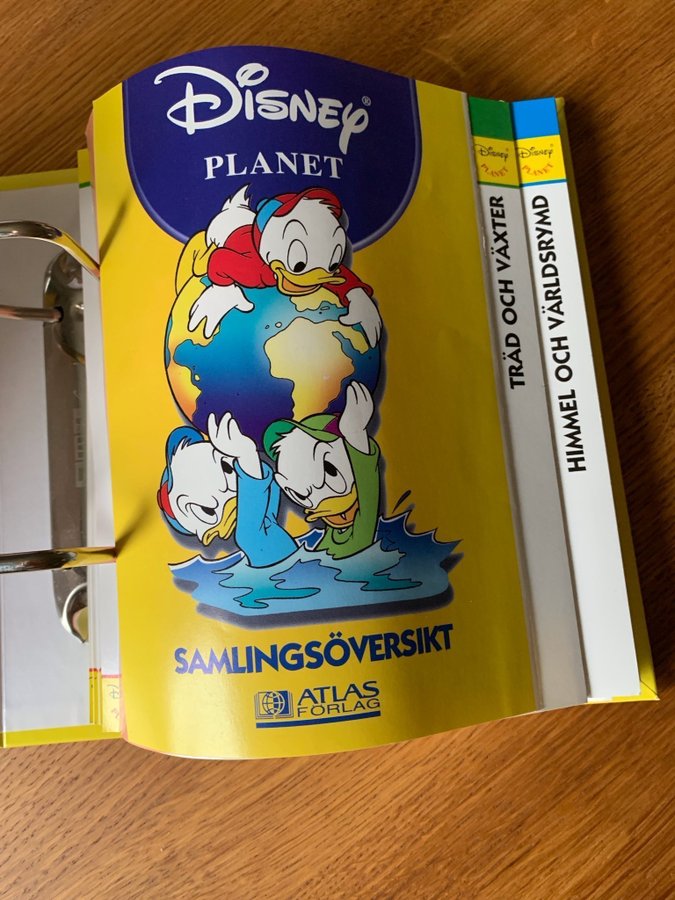 Disney
PLANET
SAMLINGSÖVERSIKT
ATLAS
FÖRLAG
Disney
PLANET
TRÄD OCH VÄXTER
Disney
PLANET
HIMMEL OCH VÄRLDSRYMD